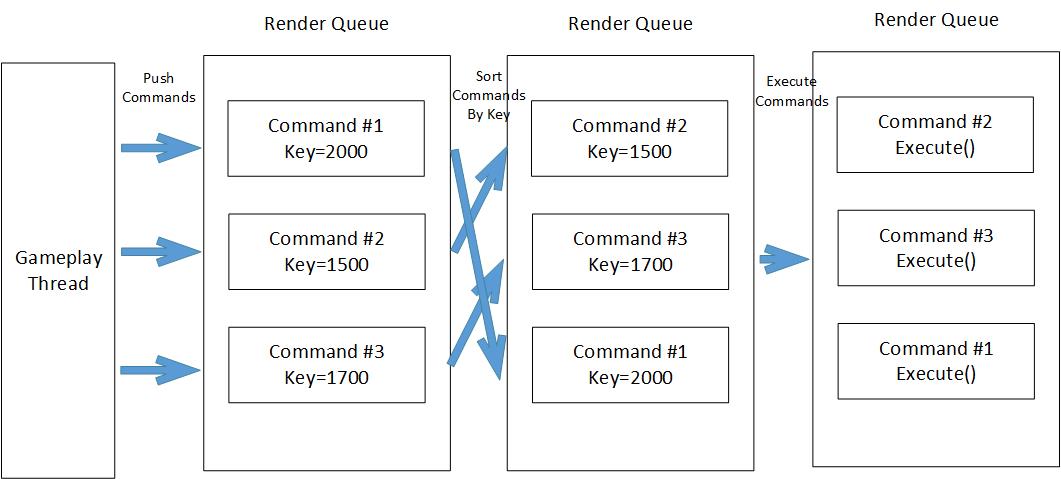 Render Queue
Render Queue
Render Queue
Gameplay
Thread
Push
Commands
Command #1
Key=2000
Command #2
Key=1500
Command #3
Key=1700
Sort
Commands
By Key
Command #2
Key=1500
Command #3
Key=1700
Command #1
Key=2000
Execute
Commands
Command #2
Execute()
Command #3
Execute()
Command #1
Execute()